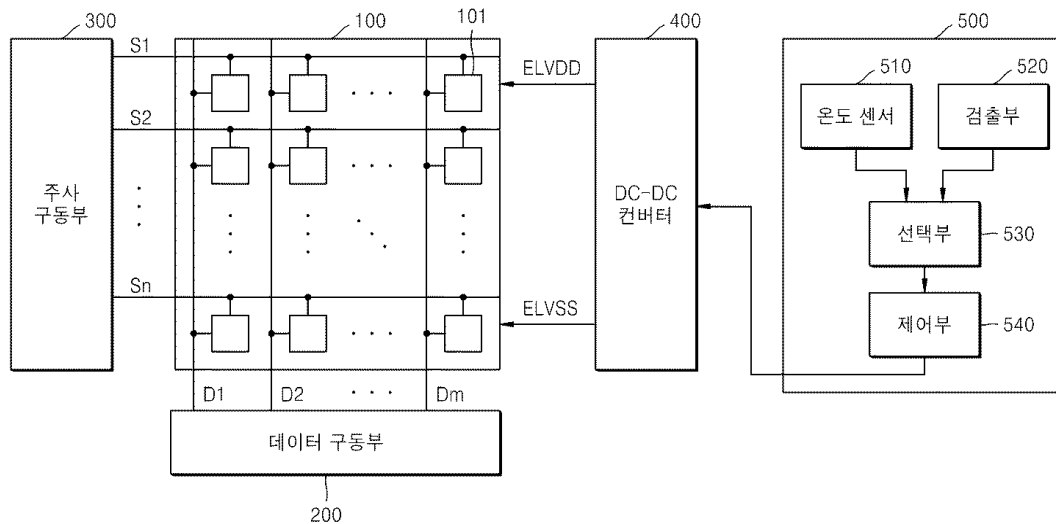 300
100
101
400
500
S1
ELVDD
510
520
온도 센서
검출부
S2
주사
구동부
DC-DC
컨버터
선택부
530
Sn
ELVSS
제어부
540
D1
D2
Dm
데이터 구동부
200